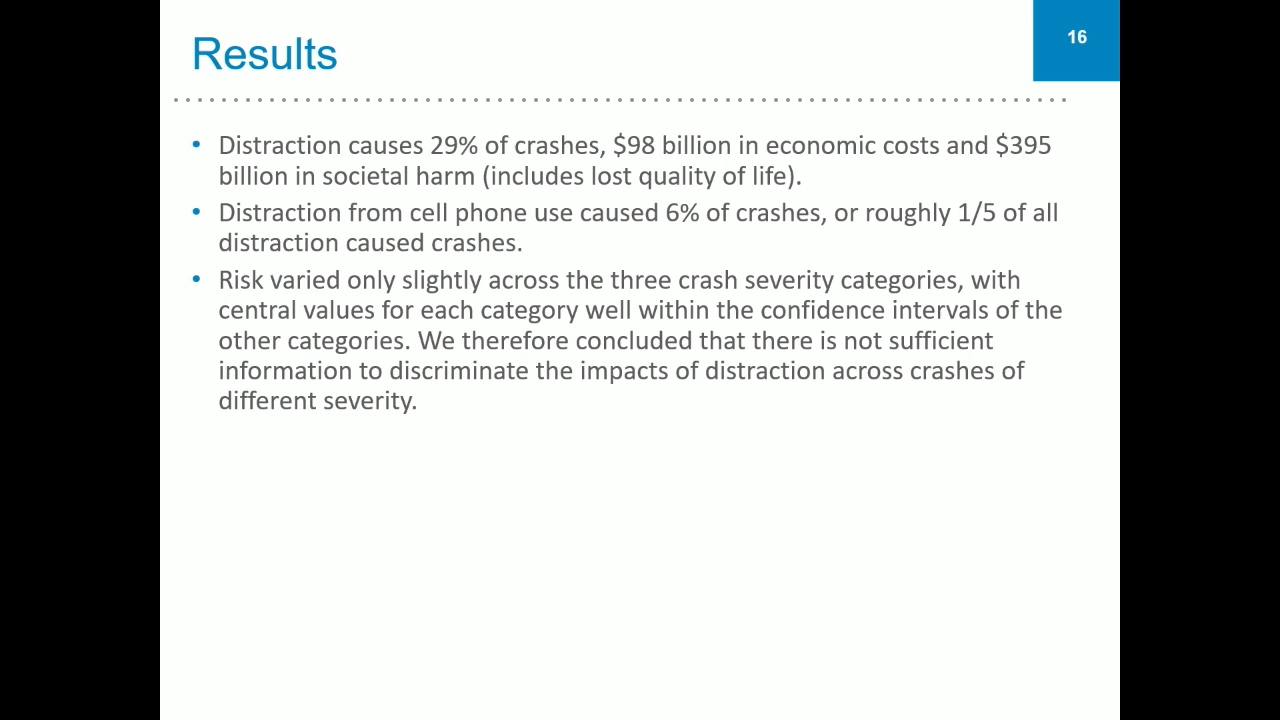 Results
16
• Distraction causes 29% of crashes, $98 billion in economic costs and $395
billion in societal harm (includes lost quality of life).
• Distraction from cell phone use caused 6% of crashes, or roughly 1/5 of all
distraction caused crashes.
• Risk varied only slightly across the three crash severity categories, with
central values for each category well within the confidence intervals of the
other categories. We therefore concluded that there is not sufficient
information to discriminate the impacts of distraction across crashes of
different severity.